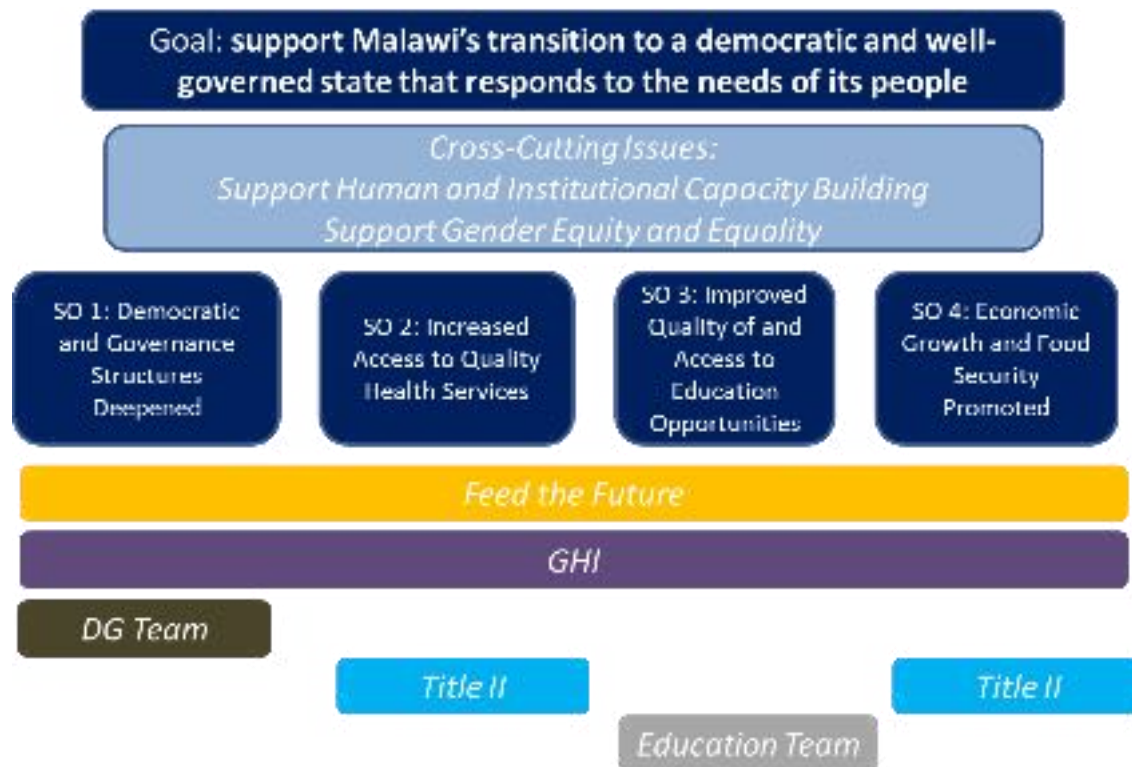 Goal: support Malawi's transition to a democratic and well-
governed state that responds to the needs of its people
Cross-Cutting Issues:
Support Human and Institutional Capacity Building
Support Gender Equity and Equality
SO 1: Democratic
and Governance
Structures
Deepened
SO 2: Increased
Access to Quality
Health Services
SO 3: Improved
Quality of and
Access to
Education
Opportunities
SO 4: Economic
Growth and Food
Security
Promoted
Feed the Future
GHI
DG Team
Title II
Title II
Education Team